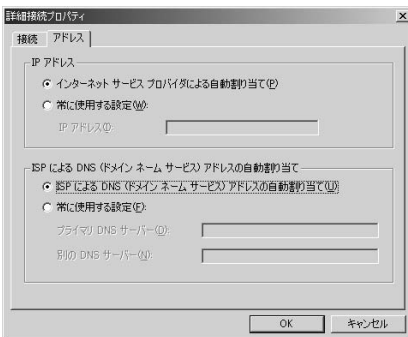 詳細接続プロパティ
接続 アドレス
IP アドレス
インターネット サービス プロバイダによる自動割り当て(P)
常に使用する設定(W):
IP アドレス(I):
ISP による DNS (ドメイン ネーム サービス) アドレスの自動割り当て
ISP による DNS (ドメイン ネーム サービス) アドレスの自動割り当て(U)
常に使用する設定(F):
プライマリ DNS サーバー(D):
別の DNS サーバー(N):
OK キャンセル